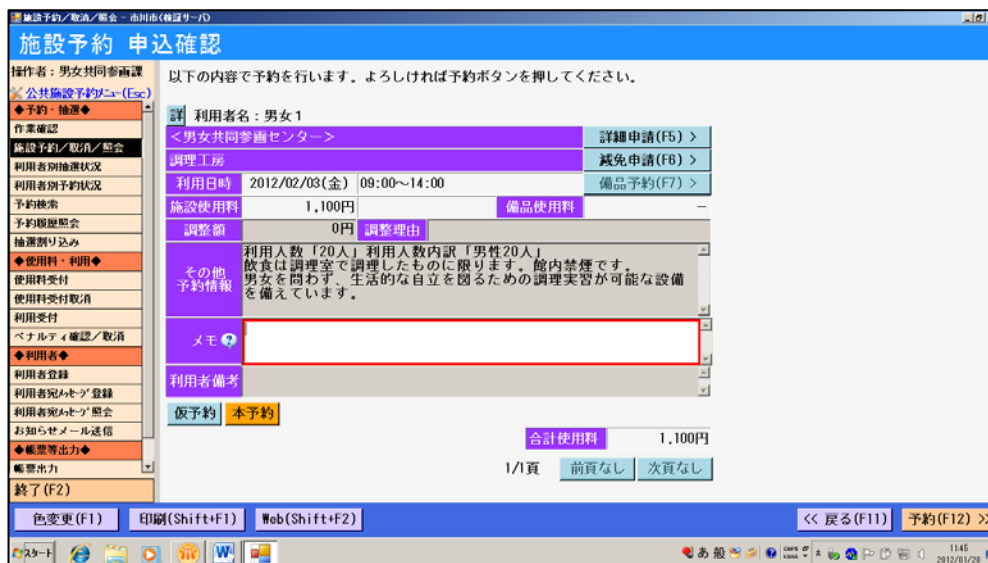 施設予約/取消/照会 - 市川市(検証サーバ)
施設予約 申込確認
操作者：男女共同参画課
公共施設予約メニュー(Esc)
◆予約・抽選◆
作業確認
施設予約/取消/照会
利用者別抽選状況
利用者別予約状況
予約検索
予約履歴照会
抽選割り込み
◆使用料・利用◆
使用料受付
使用料受付取消
利用受付
ペナルティ確認/取消
◆利用者◆
利用者登録
利用者宛メッセージ登録
利用者宛メッセージ照会
お知らせメール送信
◆帳票等出力◆
帳票出力
終了(F2)
以下の内容で予約を行います。よろしければ予約ボタンを押してください。
詳 利用者名：男女1
<男女共同参画センター> 詳細申請(F5) >
調理工房 減免申請(F6) >
利用日時 2012/02/03(金) 09:00～14:00 備品予約(F7) >
施設使用料 1,100円 備品使用料 －
調整額 0円 調整理由
その他予約情報
利用人数「20人」利用人数内訳「男性20人」
飲食は調理室で調理したものに限ります。館内禁煙です。
男女を問わず、生活的な自立を図るための調理実習が可能な設備
を備えています。
メモ ?
利用者備考
仮予約 本予約
合計使用料 1,100円
1/1頁 前頁なし 次頁なし
色変更(F1) 印刷(Shift+F1) Web(Shift+F2) << 戻る(F11) 予約(F12) >>
スタート あ 般 CAPS KANA 11:45
2012/01/20